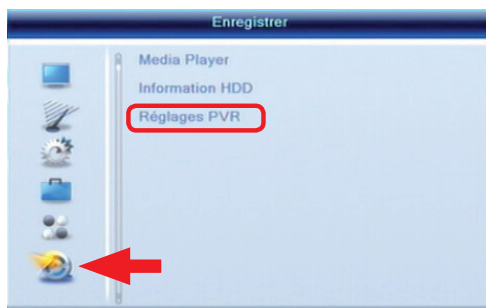 Enregistrer
Media Player
Information HDD
Réglages PVR